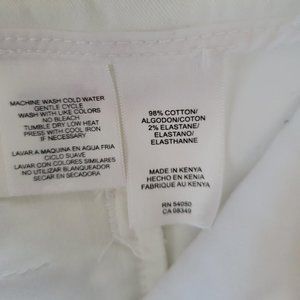 MACHINE WASH COLD WATER
GENTLE CYCLE
WASH WITH LIKE COLORS
NO BLEACH
TUMBLE DRY LOW HEAT
PRESS WITH COOL IRON
IF NECESSARY
LAVAR A MAQUINA EN AGUA FRIA
CICLO SUAVE
LAVAR CON COLORES SIMILARES
NO UTILIZAR BLANQUEADOR
SECAR EN SECADORA
98% COTTON/
ALGODON/COTON
2% ELASTANE/
ELASTANO/
ELASTHANNE
MADE IN KENYA
HECHO EN KENIA
FABRIQUÉ AU KENYA
RN 54050
CA 08349